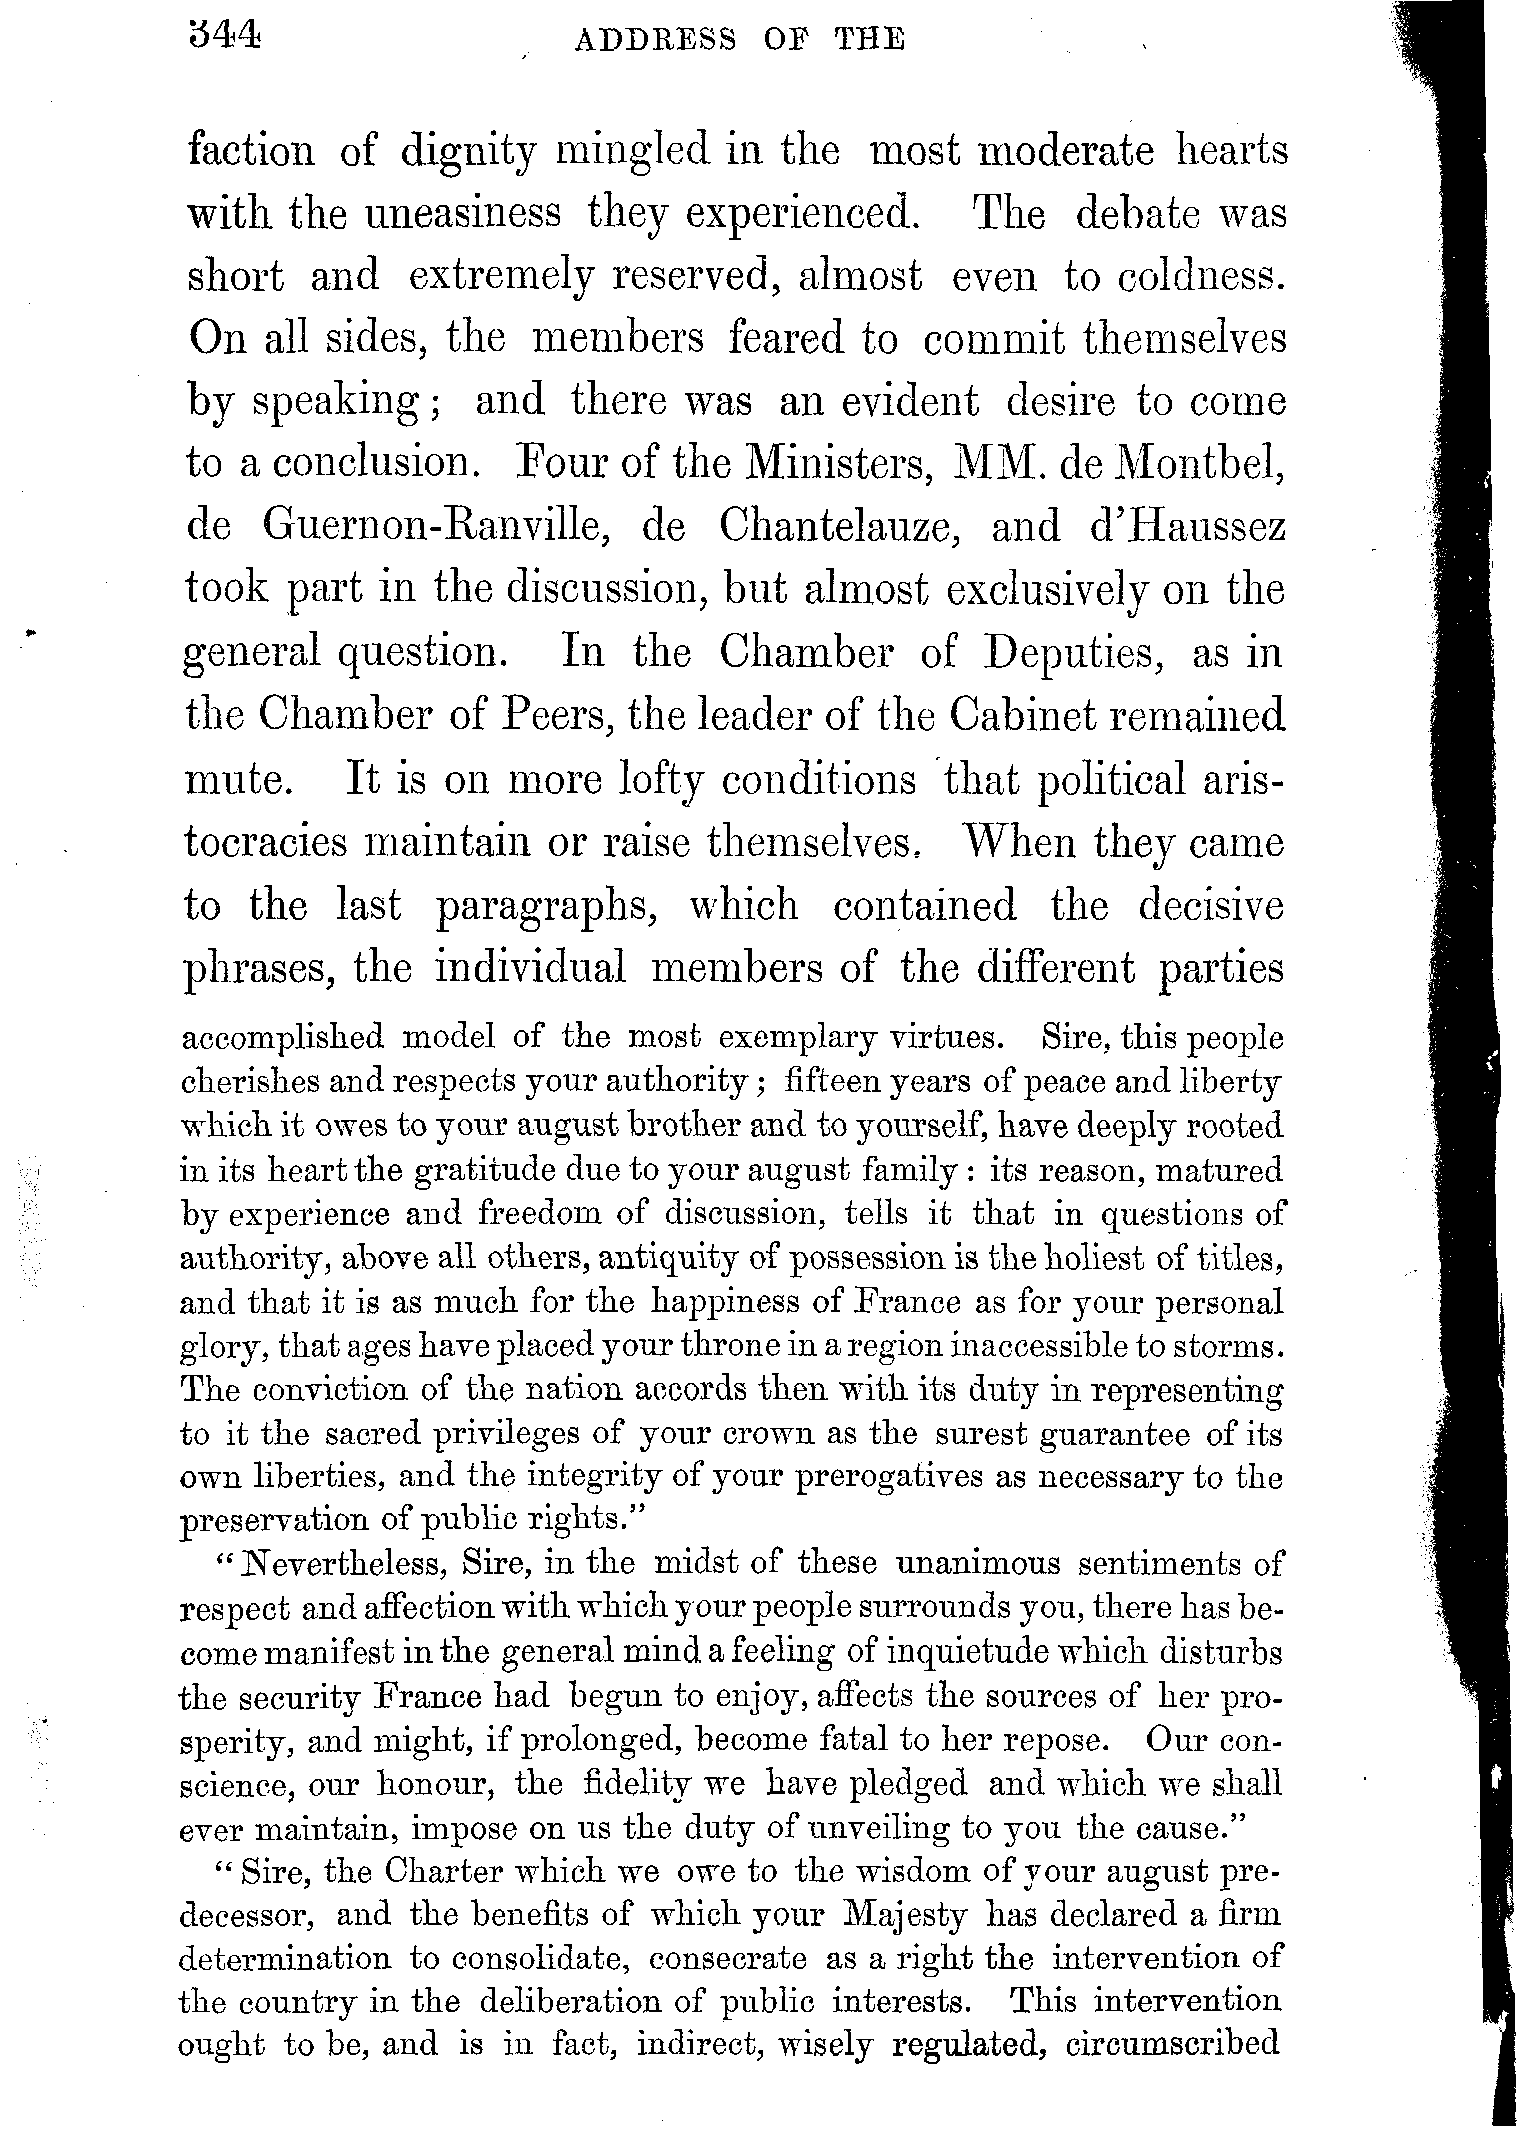 344 ADDRESS OF THE
faction of dignity mingled in the most moderate hearts
with the uneasiness they experienced. The debate was
short and extremely reserved, almost even to coldness.
On all sides, the members feared to commit themselves
by speaking; and there was an evident desire to come
to a conclusion. Four of the Ministers, MM. de Montbel,
de Guernon-Ranville, de Chantelauze, and d'Haussez
took part in the discussion, but almost exclusively on the
general question. In the Chamber of Deputies, as in
the Chamber of Peers, the leader of the Cabinet remained
mute. It is on more lofty conditions that political aris-
tocracies maintain or raise themselves. When they came
to the last paragraphs, which contained the decisive
phrases, the individual members of the different parties
accomplished model of the most exemplary virtues. Sire, this people
cherishes and respects your authority; fifteen years of peace and liberty
which it owes to your august brother and to yourself, have deeply rooted
in its heart the gratitude due to your august family: its reason, matured
by experience and freedom of discussion, tells it that in questions of
authority, above all others, antiquity of possession is the holiest of titles,
and that it is as much for the happiness of France as for your personal
glory, that ages have placed your throne in a region inaccessible to storms.
The conviction of the nation accords then with its duty in representing
to it the sacred privileges of your crown as the surest guarantee of its
own liberties, and the integrity of your prerogatives as necessary to the
preservation of public rights."
"Nevertheless, Sire, in the midst of these unanimous sentiments of
respect and affection with which your people surrounds you, there has be-
come manifest in the general mind a feeling of inquietude which disturbs
the security France had begun to enjoy, affects the sources of her pro-
sperity, and might, if prolonged, become fatal to her repose. Our con-
science, our honour, the fidelity we have pledged and which we shall
ever maintain, impose on us the duty of unveiling to you the cause."
"Sire, the Charter which we owe to the wisdom of your august pre-
decessor, and the benefits of which your Majesty has declared a firm
determination to consolidate, consecrate as a right the intervention of
the country in the deliberation of public interests. This intervention
ought to be, and is in fact, indirect, wisely regulated, circumscribed